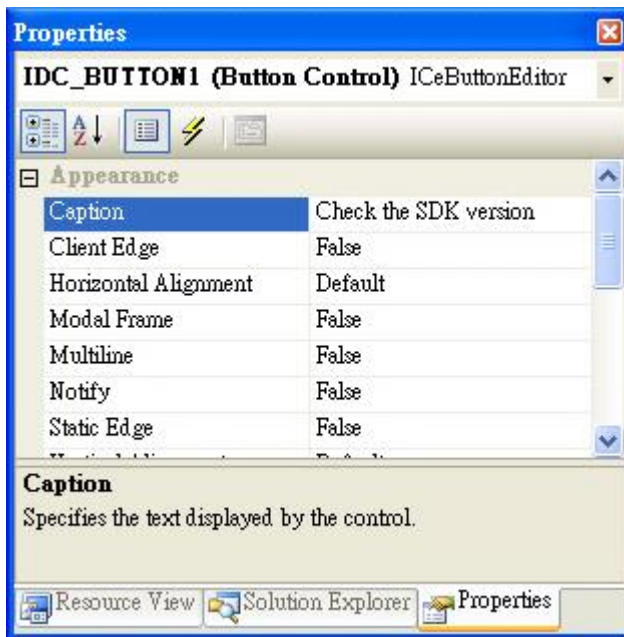 Properties
IDC_BUTTON1 (Button Control) ICeButtonEditor
Appearance
Caption Check the SDK version
Client Edge False
Horizontal Alignment Default
Modal Frame False
Multiline False
Notify False
Static Edge False
Caption
Specifies the text displayed by the control.
Resource View Solution Explorer Properties